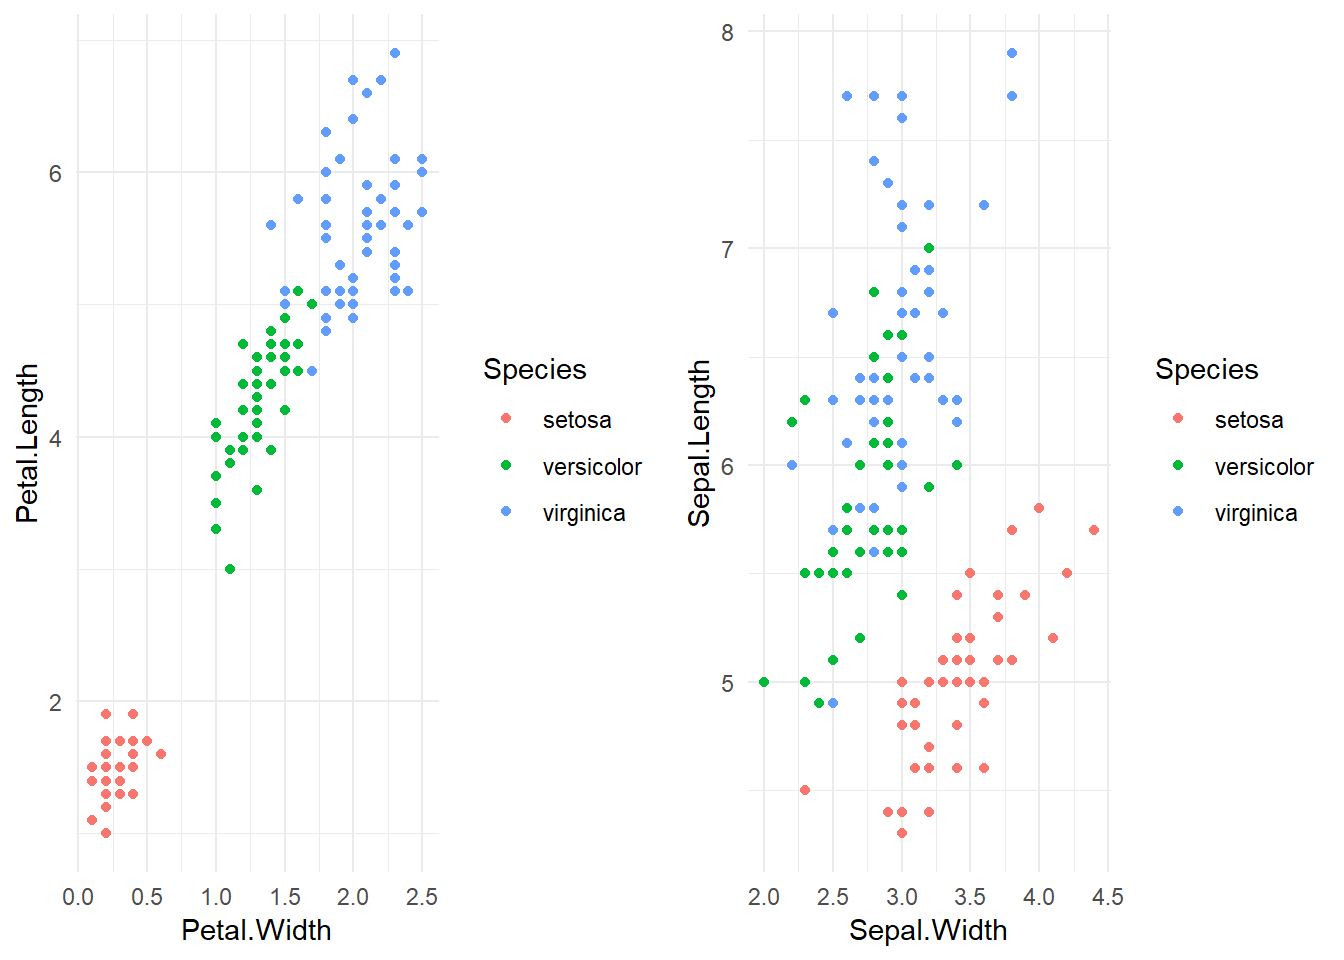 6
4
2
0.0 0.5 1.0 1.5 2.0 2.5
Petal.Width
Petal.Length
Species
setosa
versicolor
virginica
8
7
6
5
2.0 2.5 3.0 3.5 4.0 4.5
Sepal.Width
Sepal.Length
Species
setosa
versicolor
virginica